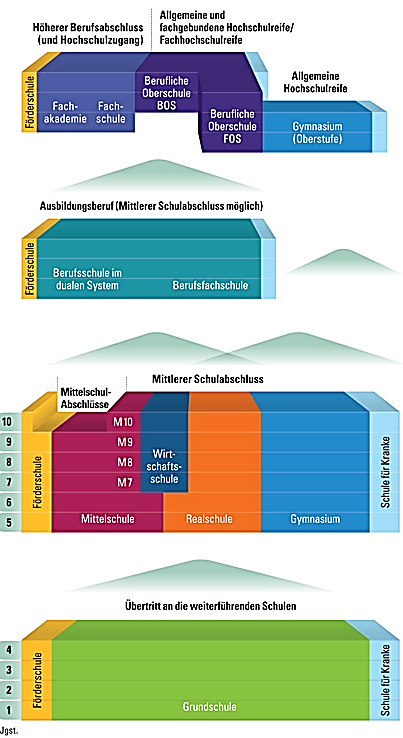 Höherer Berufsabschluss
(und Hochschulzugang)
Allgemeine und
fachgebundene Hochschulreife/
Fachhochschulreife
Allgemeine
Hochschulreife
Förderschule
Fach-
akademie
Fach-
schule
Berufliche
Oberschule
BOS
Berufliche
Oberschule
FOS
Gymnasium
(Oberstufe)
Ausbildungsberuf (Mittlerer Schulabschluss möglich)
Förderschule
Berufsschule im
dualen System
Berufsfachschule
Mittelschul-
Abschlüsse
Mittlerer Schulabschluss
10
9
8
7
6
5
Förderschule
M10
M9
M8
M7
Wirt-
schafts-
schule
Mittelschule
Realschule
Gymnasium
Schule für Kranke
Übertritt an die weiterführenden Schulen
4
3
2
1
Förderschule
Grundschule
Schule für Kranke
Jgst.